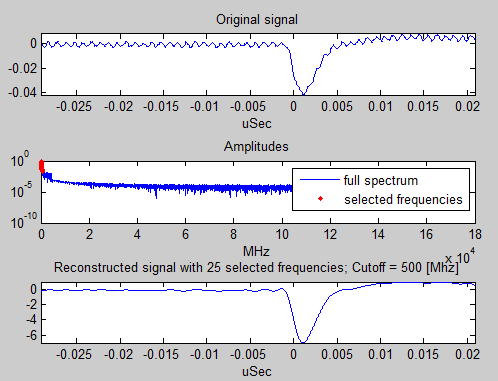 Original signal
0
-0.02
-0.04
-0.025 -0.02 -0.015 -0.01 -0.005 0 0.005 0.01 0.015 0.02
uSec
Amplitudes
10^0
10^-5
10^-10
full spectrum
selected frequencies
0 2 4 6 8 10 12 14 16 18
x 10^4
MHz
Reconstructed signal with 25 selected frequencies; Cutoff = 500 [Mhz]
0
-2
-4
-6
-0.025 -0.02 -0.015 -0.01 -0.005 0 0.005 0.01 0.015 0.02
uSec